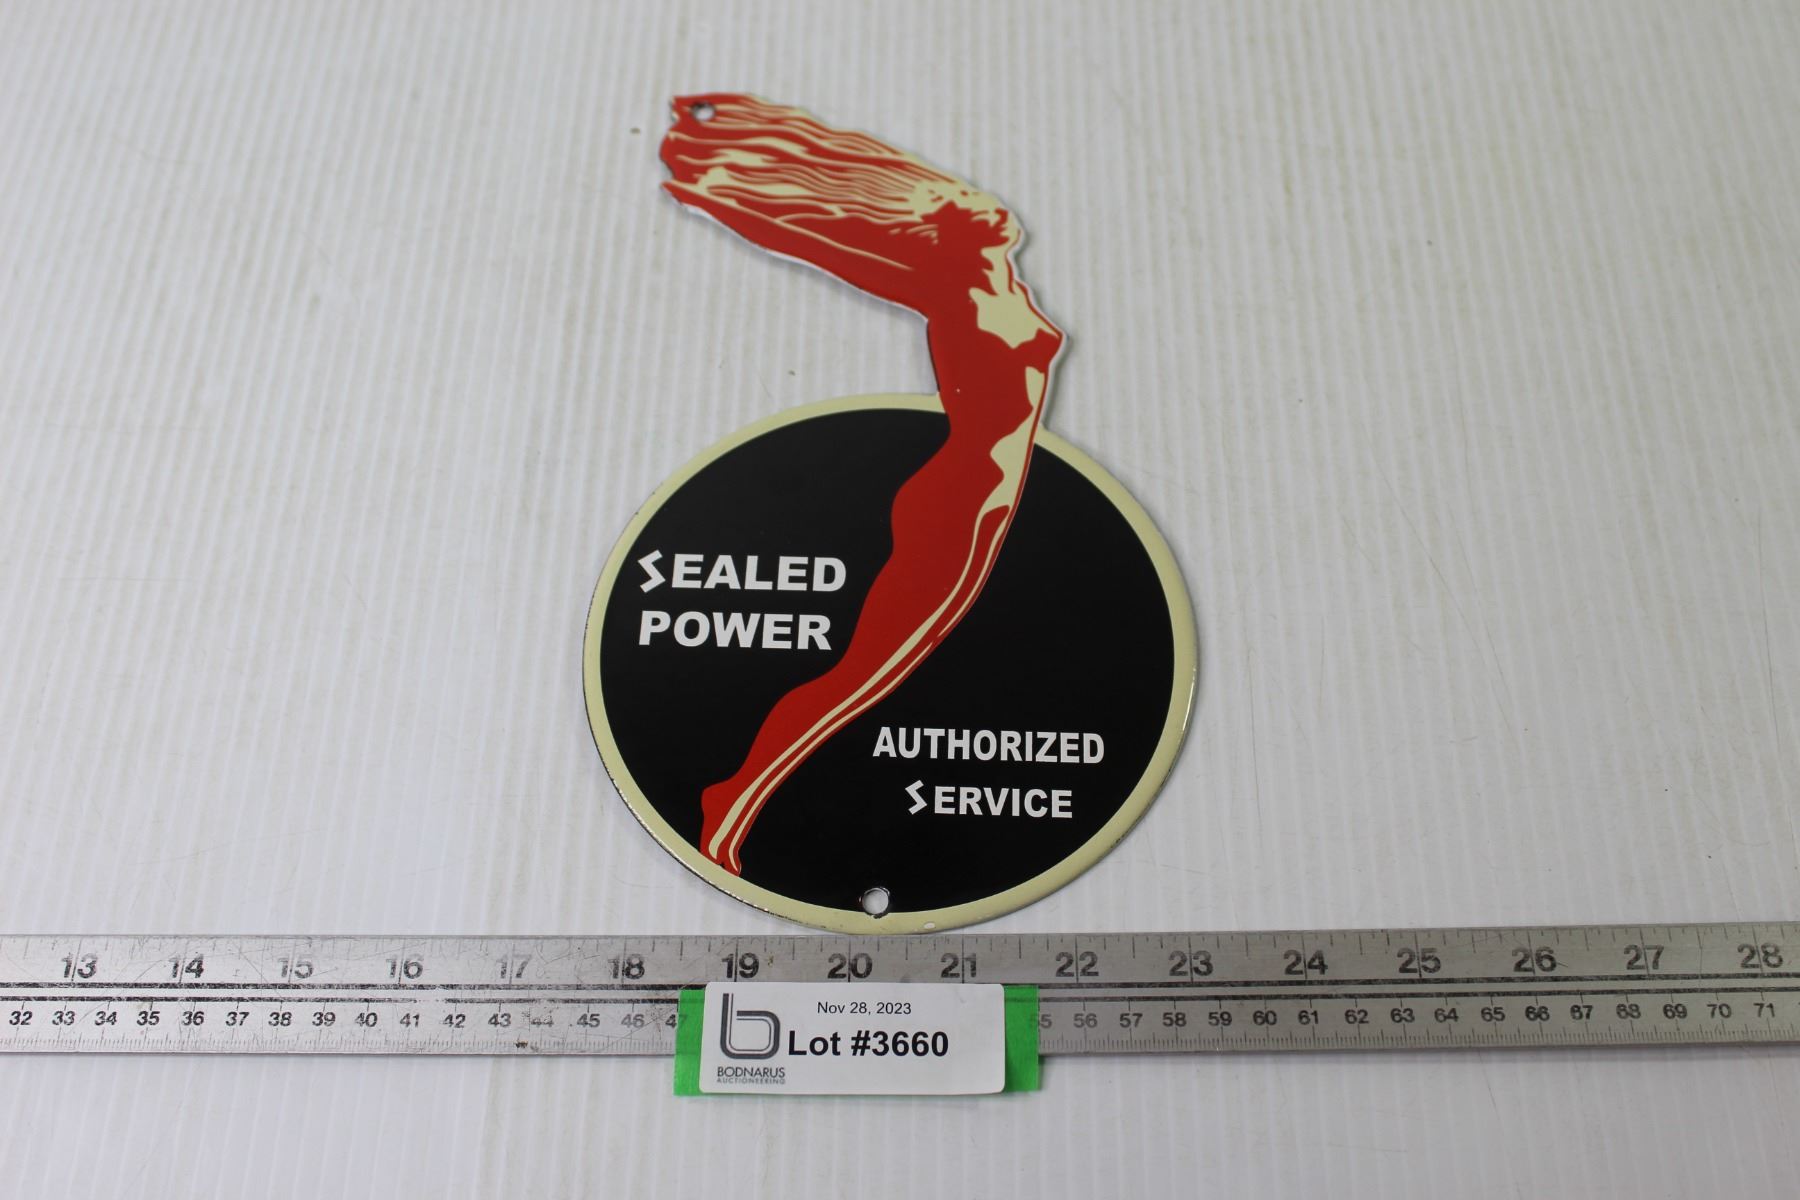 SEALED
POWER
AUTHORIZED
SERVICE
13 14 15 16 17 18 19 20 21 22 23 24 25 26 27 28
32 33 34 35 36 37 38 39 40 41 42 43 44 45 46 47 55 56 57 58 59 60 61 62 63 64 65 66 67 68 69 70 71
Nov 28, 2023
Lot #3660
BODNARUS
AUCTIONEERING